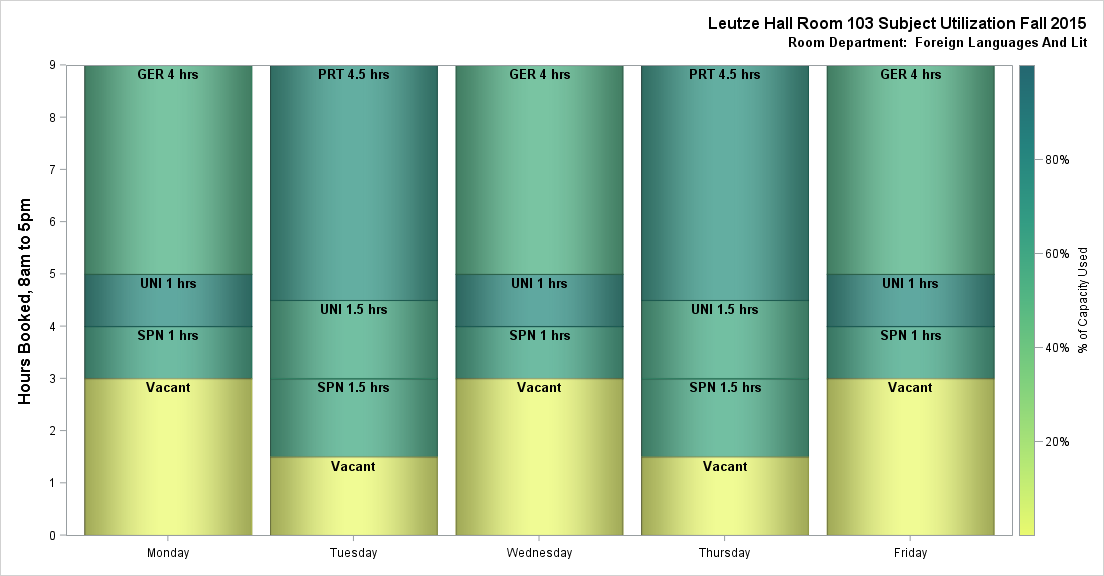 Leutze Hall Room 103 Subject Utilization Fall 2015
Room Department:  Foreign Languages And Lit
Hours Booked, 8am to 5pm
9
8
7
6
5
4
3
2
1
0
GER 4 hrs
UNI 1 hrs
SPN 1 hrs
Vacant
Monday
PRT 4.5 hrs
UNI 1.5 hrs
SPN 1.5 hrs
Vacant
Tuesday
GER 4 hrs
UNI 1 hrs
SPN 1 hrs
Vacant
Wednesday
PRT 4.5 hrs
UNI 1.5 hrs
SPN 1.5 hrs
Vacant
Thursday
GER 4 hrs
UNI 1 hrs
SPN 1 hrs
Vacant
Friday
80%
60%
40%
20%
% of Capacity Used